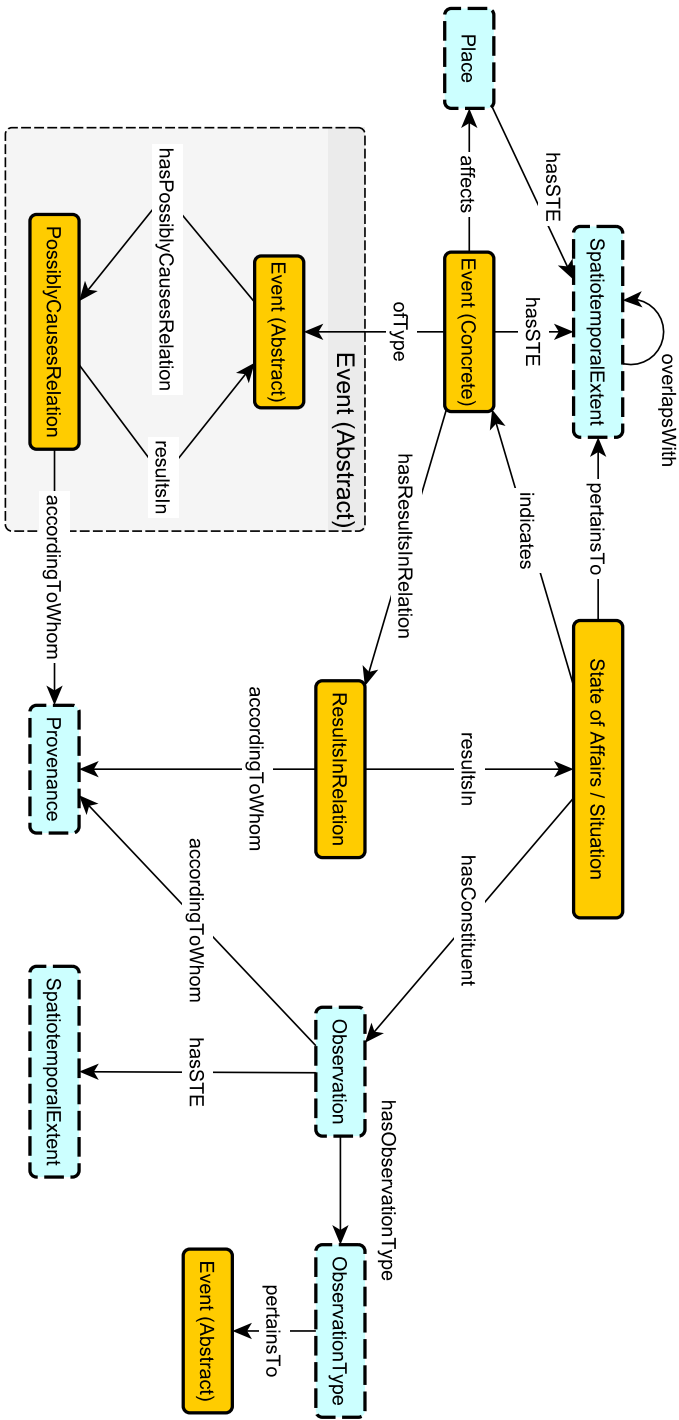 overlapsWith
SpatiotemporalExtent
pertainsTo
State of Affairs / Situation
hasSTE
hasSTE
indicates
Place
affects
Event (Concrete)
resultsIn
hasConstituent
ofType
hasResultsInRelation
hasObservationType
Event (Abstract)
ResultsInRelation
Observation
ObservationType
Event (Abstract)
accordingToWhom
pertainsTo
hasPossiblyCausesRelation
resultsIn
accordingToWhom
hasSTE
Event (Abstract)
PossiblyCausesRelation
accordingToWhom
Provenance
SpatiotemporalExtent